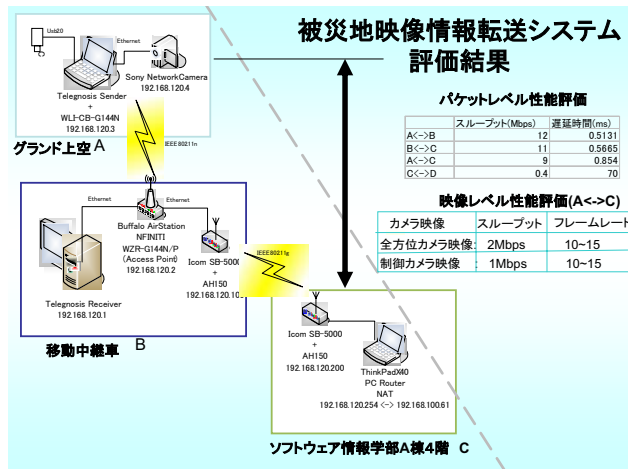 被災地映像情報転送システム
評価結果
Usb20
Ethernet
Sony NetworkCamera
192.168.120.4
Telegnosis Sender
+
WLI-CB-G144N
192.168.120.3
グランド上空 A
IEEE80211n
パケットレベル性能評価
スループット(Mbps) 遅延時間(ms)
A<->B 12 0.5131
B<->C 11 0.5665
A<->C 9 0.854
C<->D 0.4 70
映像レベル性能評価(A<->C)
カメラ映像 スループット フレームレート
全方位カメラ映像: 2Mbps 10~15
制御カメラ映像 : 1Mbps 10~15
Ethernet
Ethernet
Buffalo AirStation
NFINITI
WZR-G144N/P
(Access Point)
192.168.120.2
Icom SB-5000
+
AH150
192.168.120.100
Telegnosis Receiver
192.168.120.1
移動中継車 B
IEEE80211g
Icom SB-5000
+
AH150
192.168.120.200
ThinkPadX40
PC Router
NAT
192.168.120.254 <-> 192.168.100.61
ソフトウェア情報学部A棟4階 C